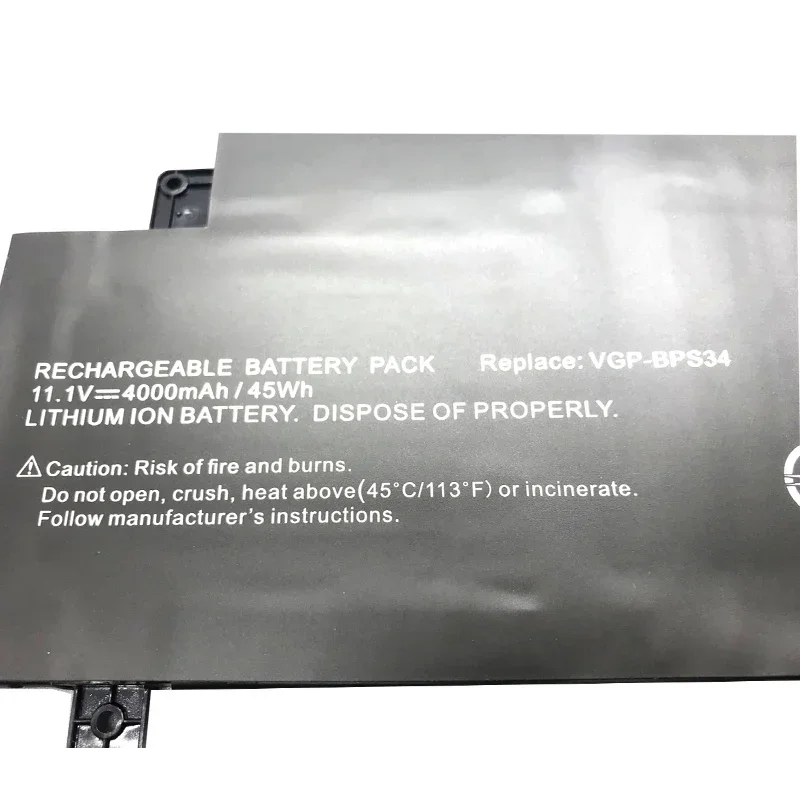 RECHARGEABLE BATTERY PACK Replace: VGP-BPS34
11.1V⎓4000mAh / 45Wh
LITHIUM ION BATTERY. DISPOSE OF PROPERLY.
⚠ Caution: Risk of fire and burns.
Do not open, crush, heat above(45°C/113°F) or incinerate.
Follow manufacturer's instructions.